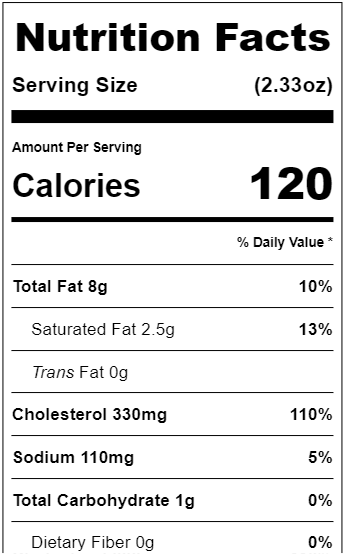 Nutrition Facts
Serving Size (2.33oz)
Amount Per Serving
Calories 120
% Daily Value *
Total Fat 8g 10%
Saturated Fat 2.5g 13%
Trans Fat 0g
Cholesterol 330mg 110%
Sodium 110mg 5%
Total Carbohydrate 1g 0%
Dietary Fiber 0g 0%